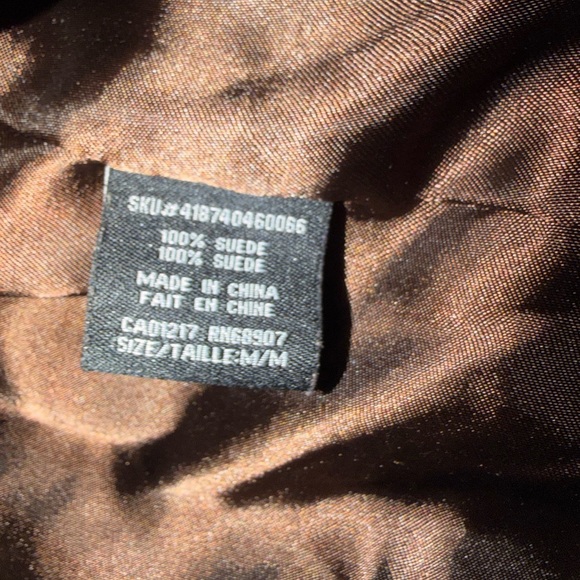 SKU# 418740460066
100% SUEDE
100% SUEDE
MADE IN CHINA
FAIT EN CHINE
CA01217 RN68907
SIZE/TAILLE:M/M